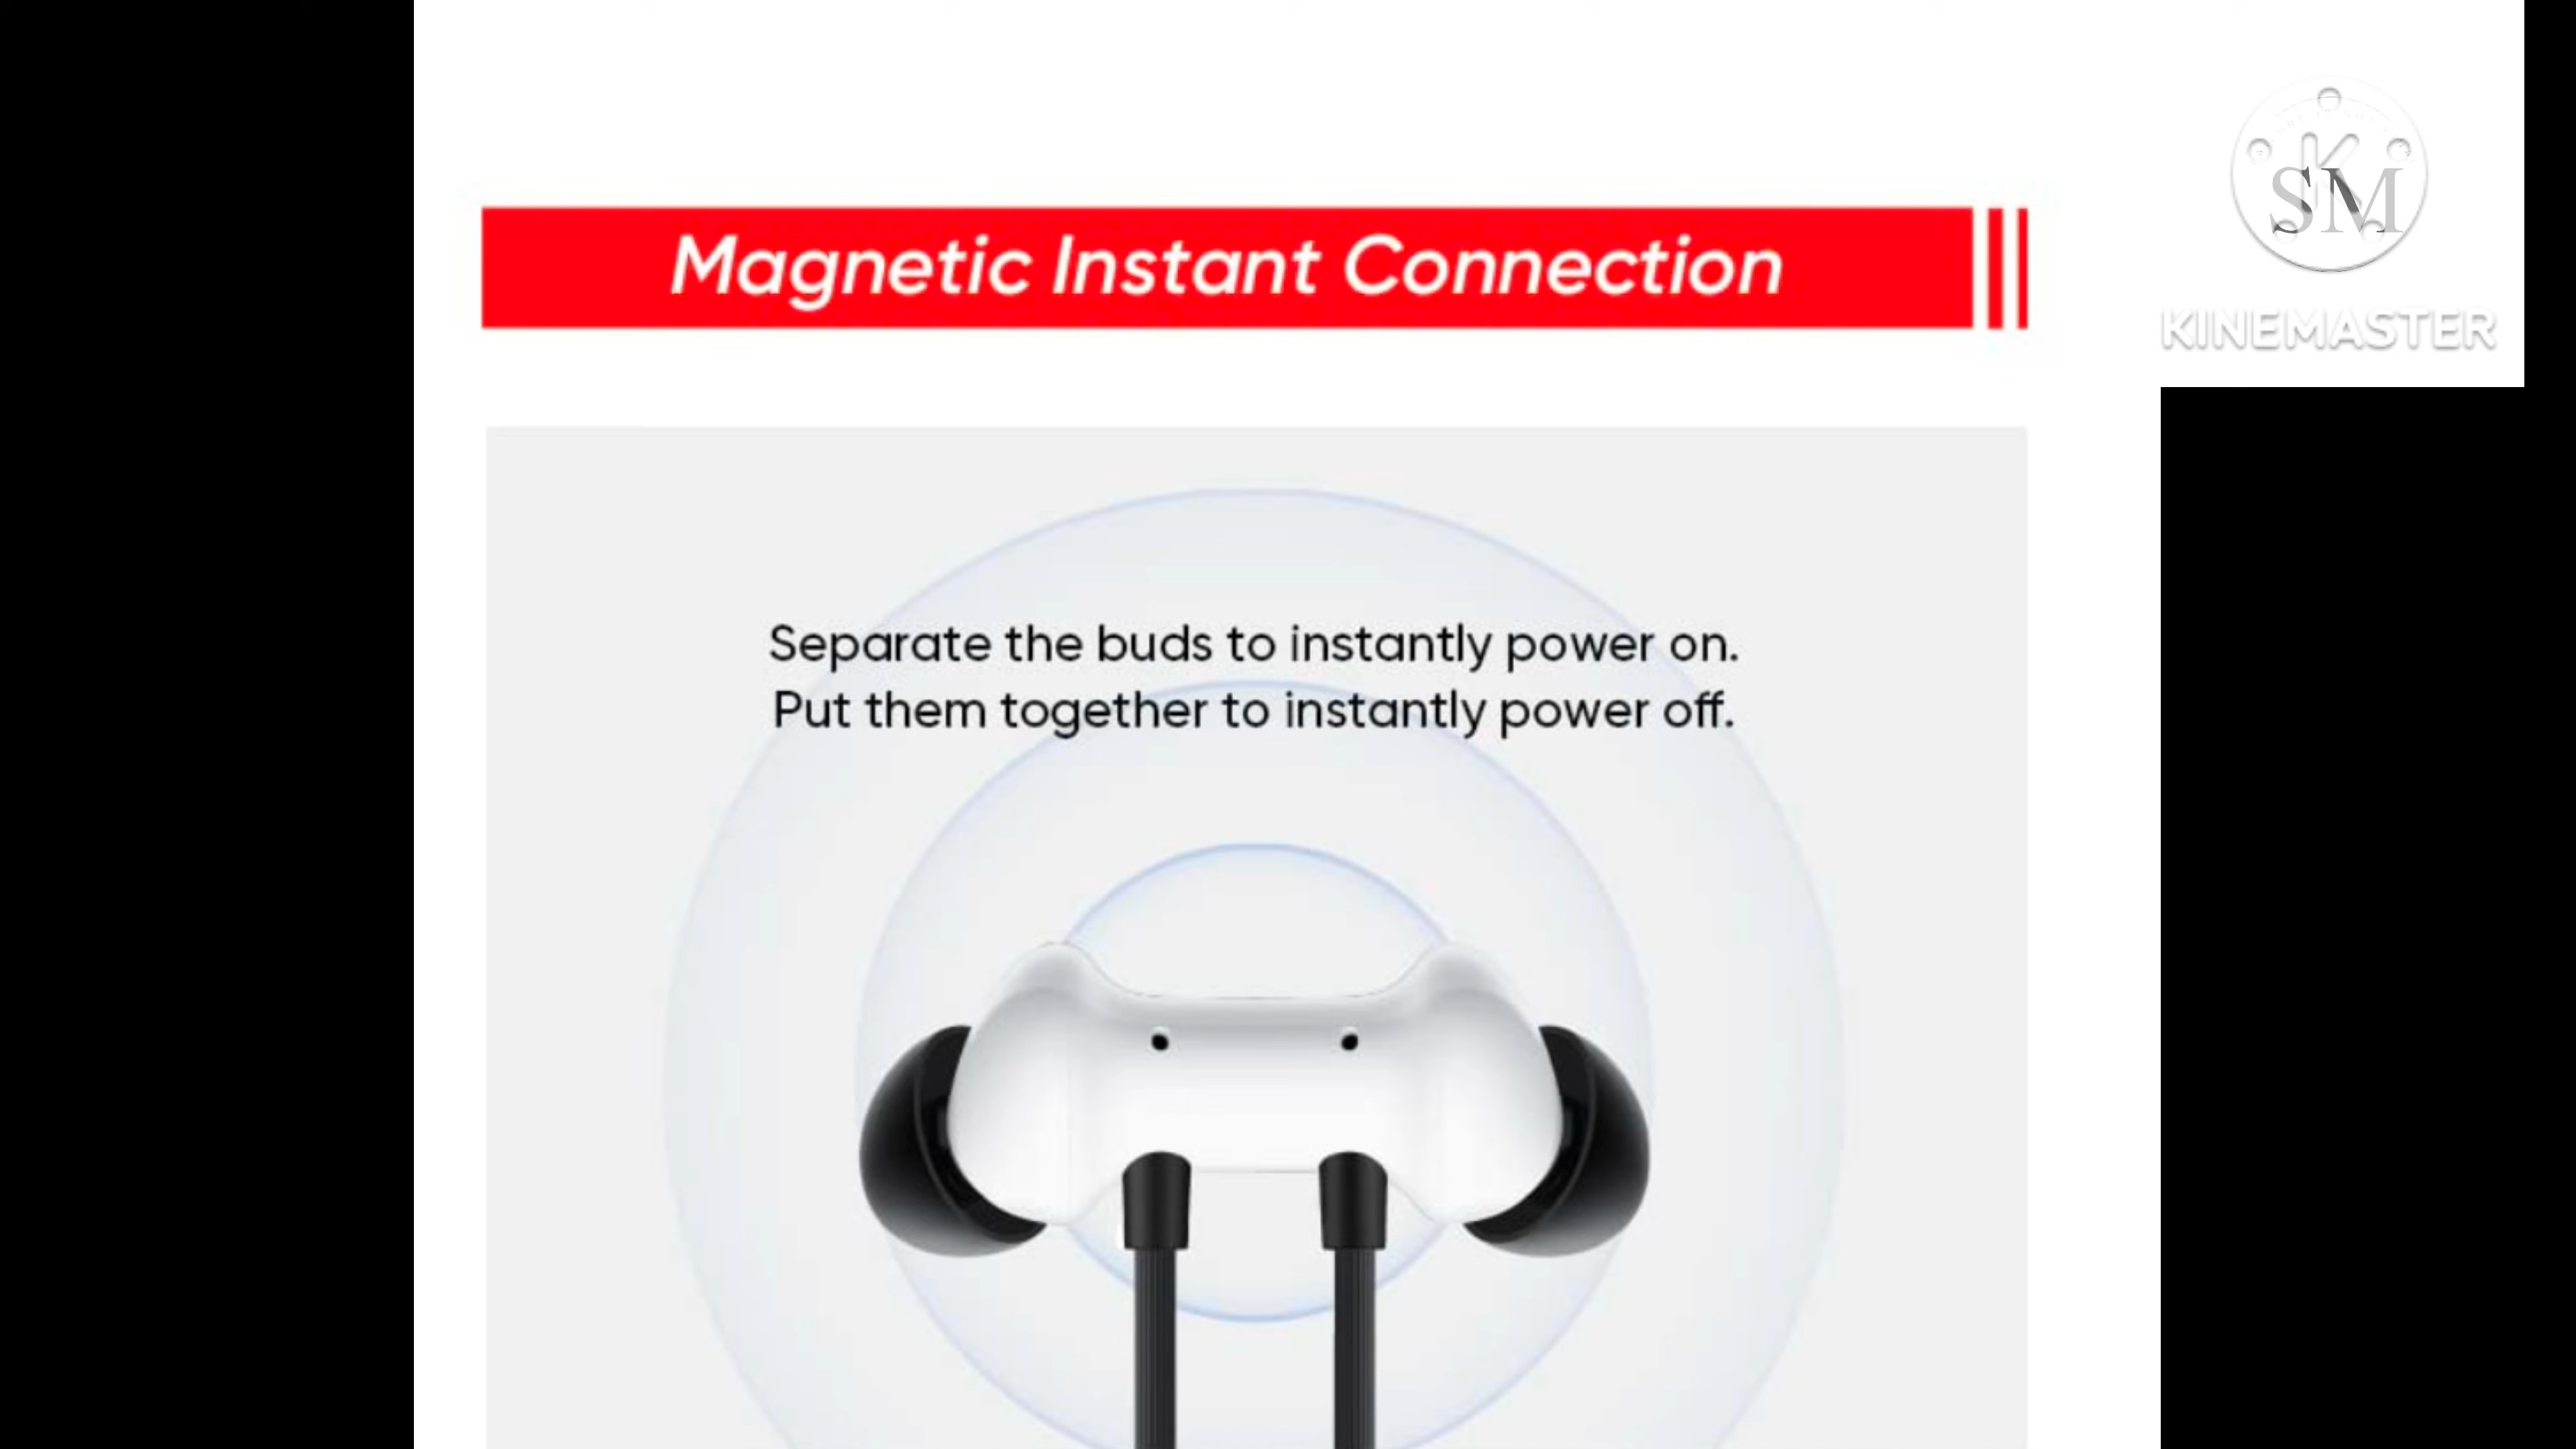 Magnetic Instant Connection
SM
KINEMASTER
Separate the buds to instantly power on.
Put them together to instantly power off.